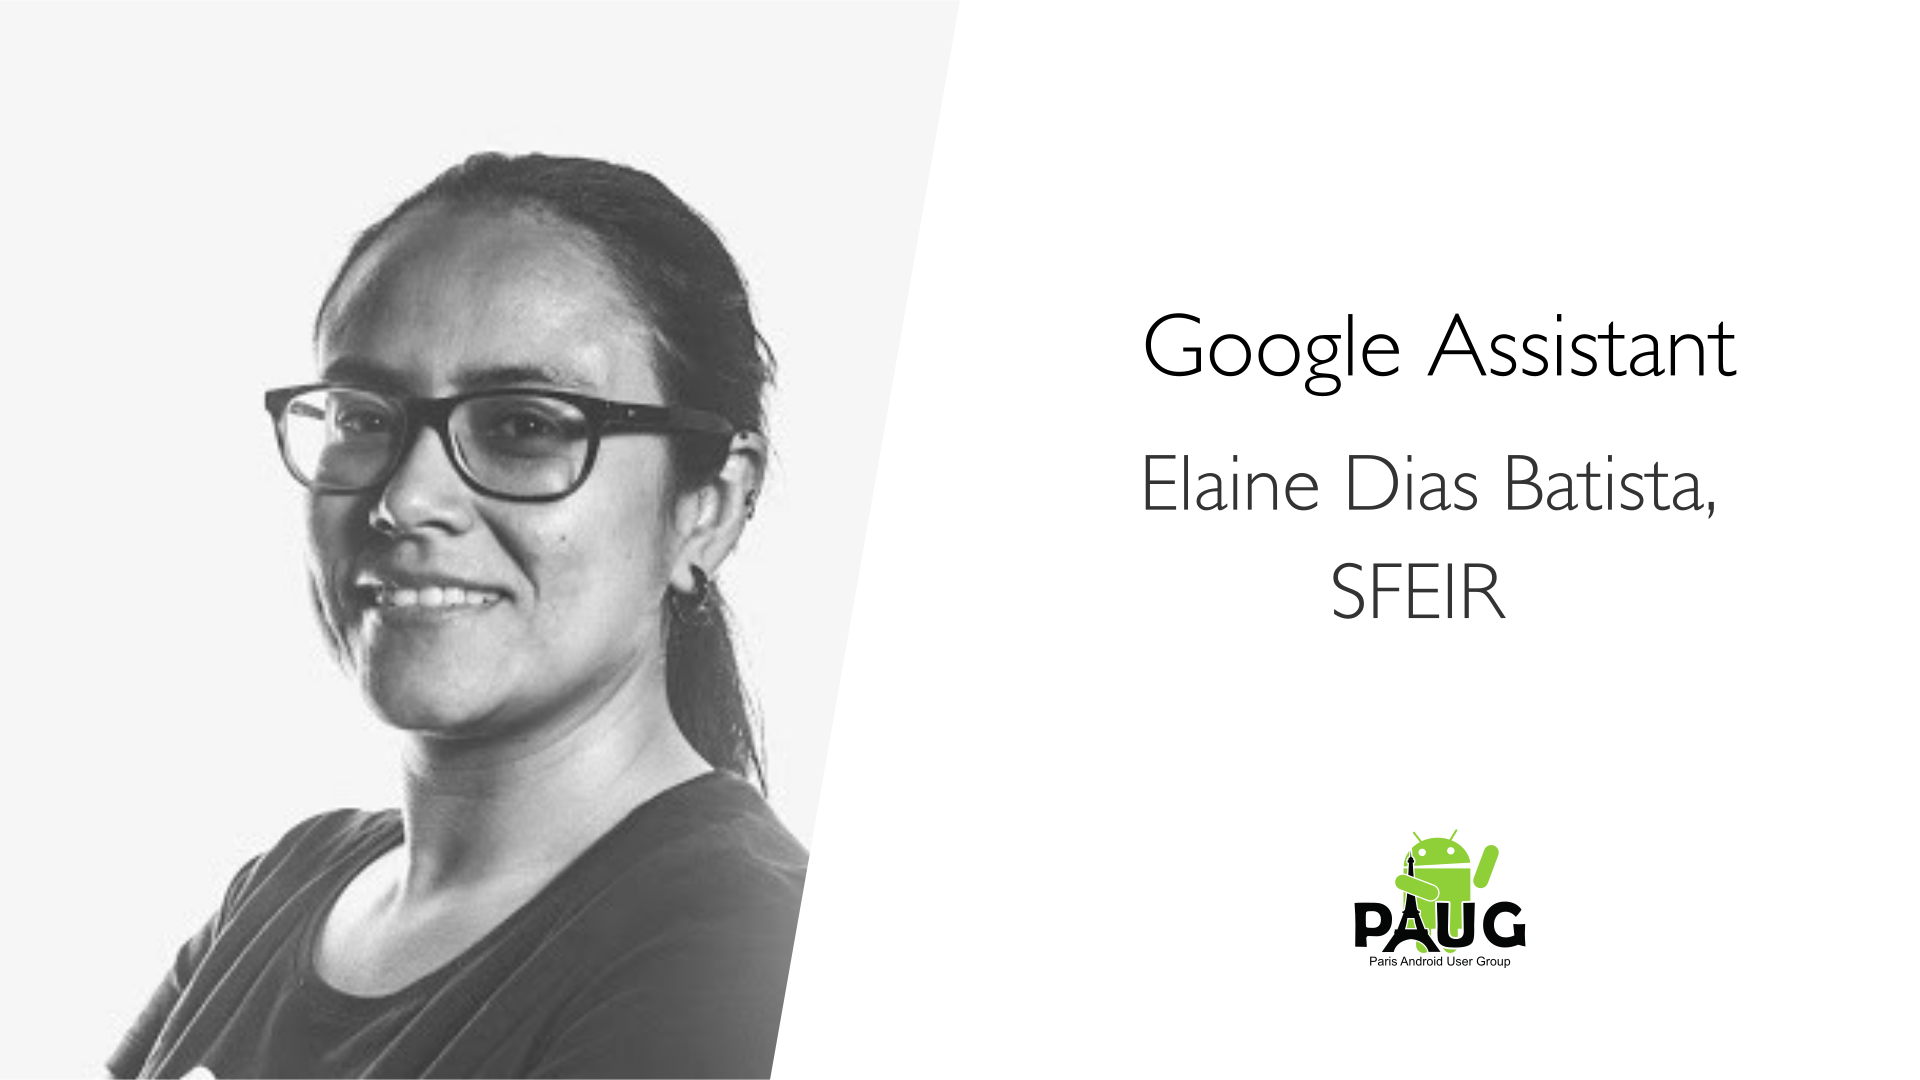 Google Assistant
Elaine Dias Batista,
SFEIR
PAUG
Paris Android User Group